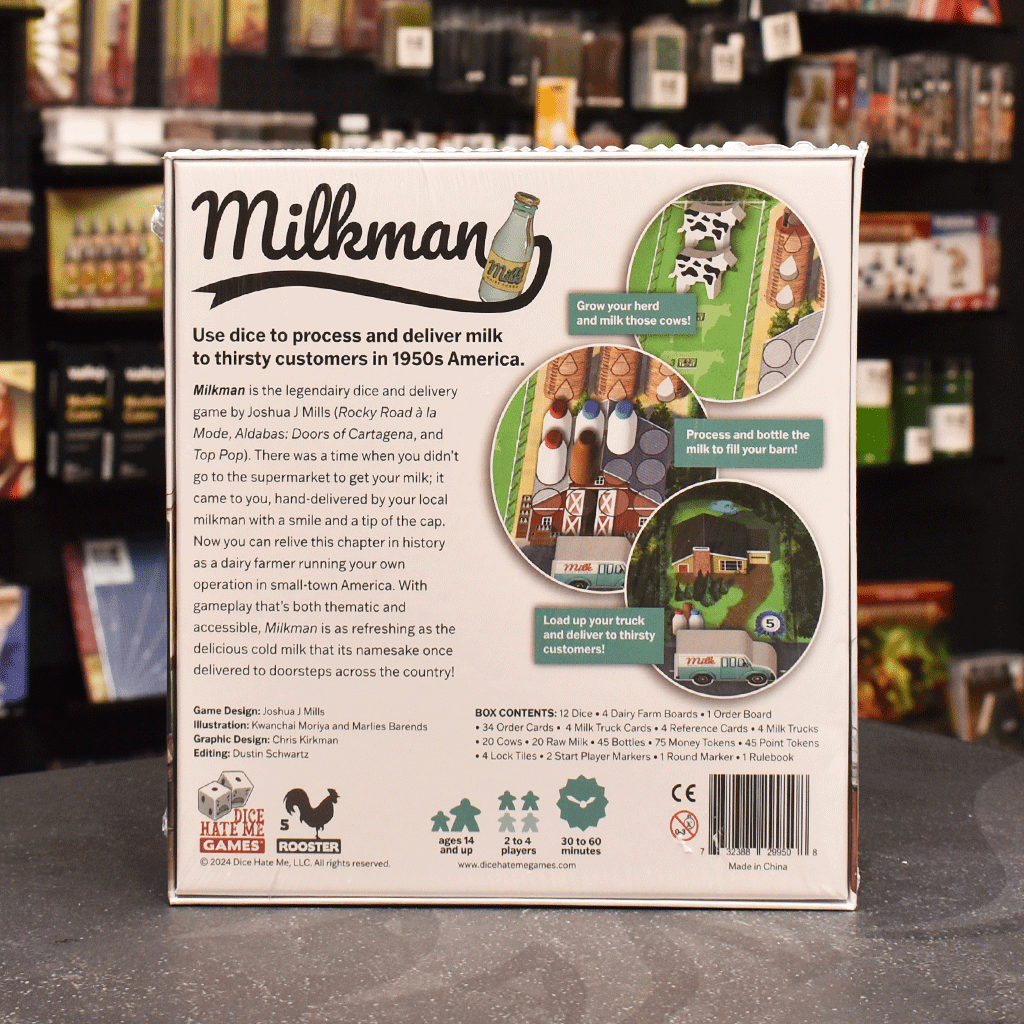 Milkman
Milk
Use dice to process and deliver milk
to thirsty customers in 1950s America.
Milkman is the legendairy dice and delivery
game by Joshua J Mills (Rocky Road à la
Mode, Aldabas: Doors of Cartagena, and
Top Pop). There was a time when you didn't
go to the supermarket to get your milk; it
came to you, hand-delivered by your local
milkman with a smile and a tip of the cap.
Now you can relive this chapter in history
as a dairy farmer running your own
operation in small-town America. With
gameplay that's both thematic and
accessible, Milkman is as refreshing as the
delicious cold milk that its namesake once
delivered to doorsteps across the country!
Grow your herd
and milk those cows!
Process and bottle the
milk to fill your barn!
Milk
Load up your truck
and deliver to thirsty
customers!
5
Milk
Game Design: Joshua J Mills
Illustration: Kwanchai Moriya and Marlies Barends
Graphic Design: Chris Kirkman
Editing: Dustin Schwartz
BOX CONTENTS: 12 Dice • 4 Dairy Farm Boards • 1 Order Board
• 34 Order Cards • 4 Milk Truck Cards • 4 Reference Cards • 4 Milk Trucks
• 20 Cows • 20 Raw Milk • 45 Bottles • 75 Money Tokens • 45 Point Tokens
• 4 Lock Tiles • 2 Start Player Markers • 1 Round Marker • 1 Rulebook
DICE
HATE ME
GAMES
5
ROOSTER
ages 14
and up
2 to 4
players
30 to 60
minutes
CE
0-3
7 32388 29950 8
Made in China
© 2024 Dice Hate Me, LLC. All rights reserved.
www.dicehatemegames.com